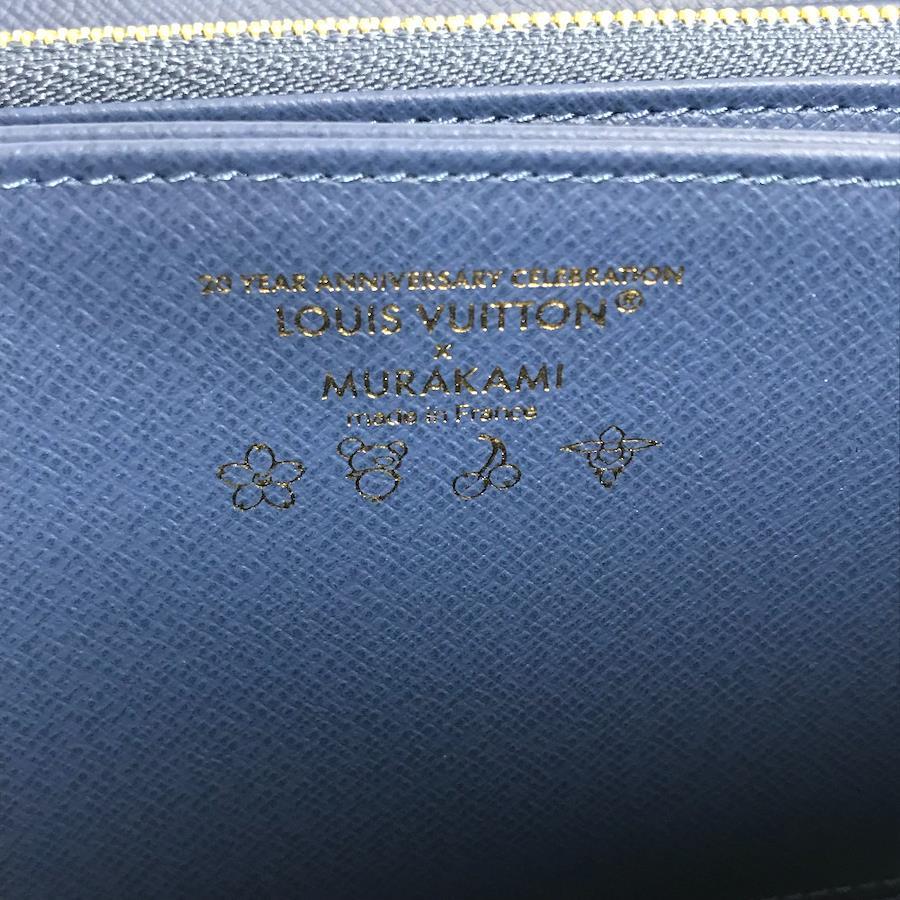 20 YEAR ANNIVERSARY CELEBRATION
LOUIS VUITTON®
x
MURAKAMI
made in France